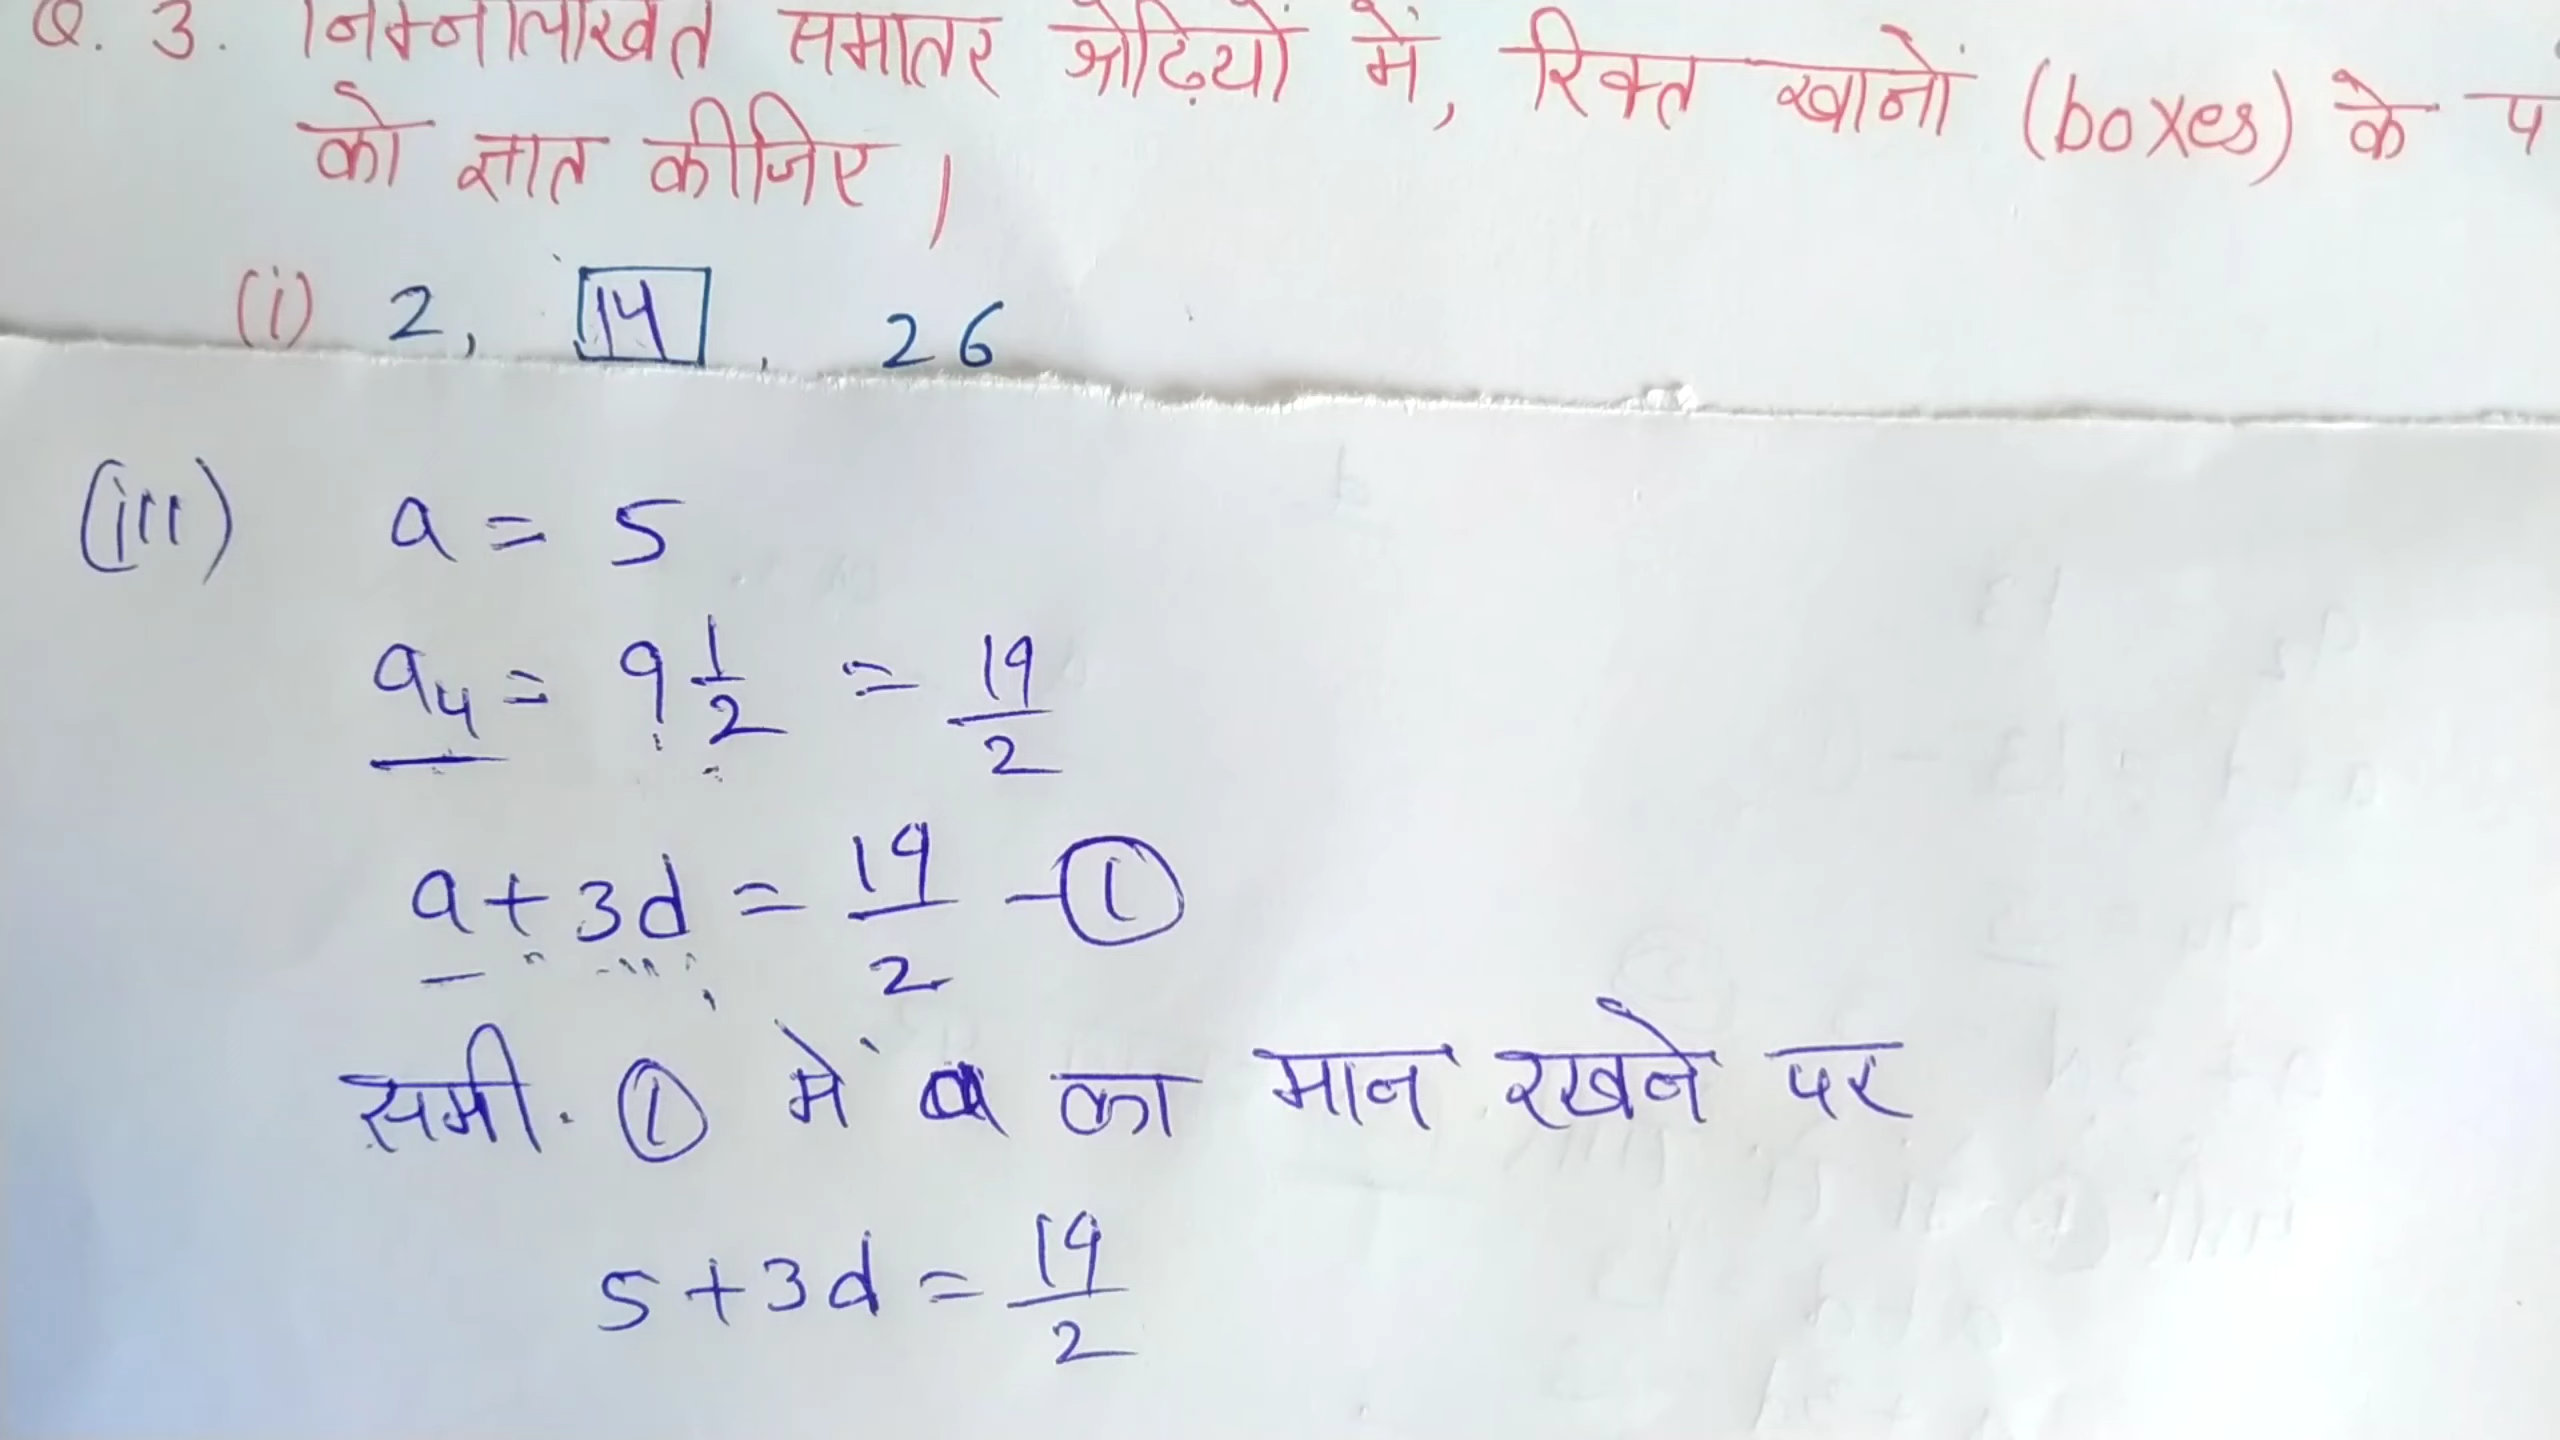 Q. 3. निम्नलिखित समांतर श्रेढ़ियों में, रिक्त खानों (boxes) के
को ज्ञात कीजिए।
(i) 2, 14, 26
(iii) a = 5
a₄ = 9 1/2 = 19/2
a + 3d = 19/2 - ①
समी. ① में a का मान रखने पर
5 + 3d = 19/2